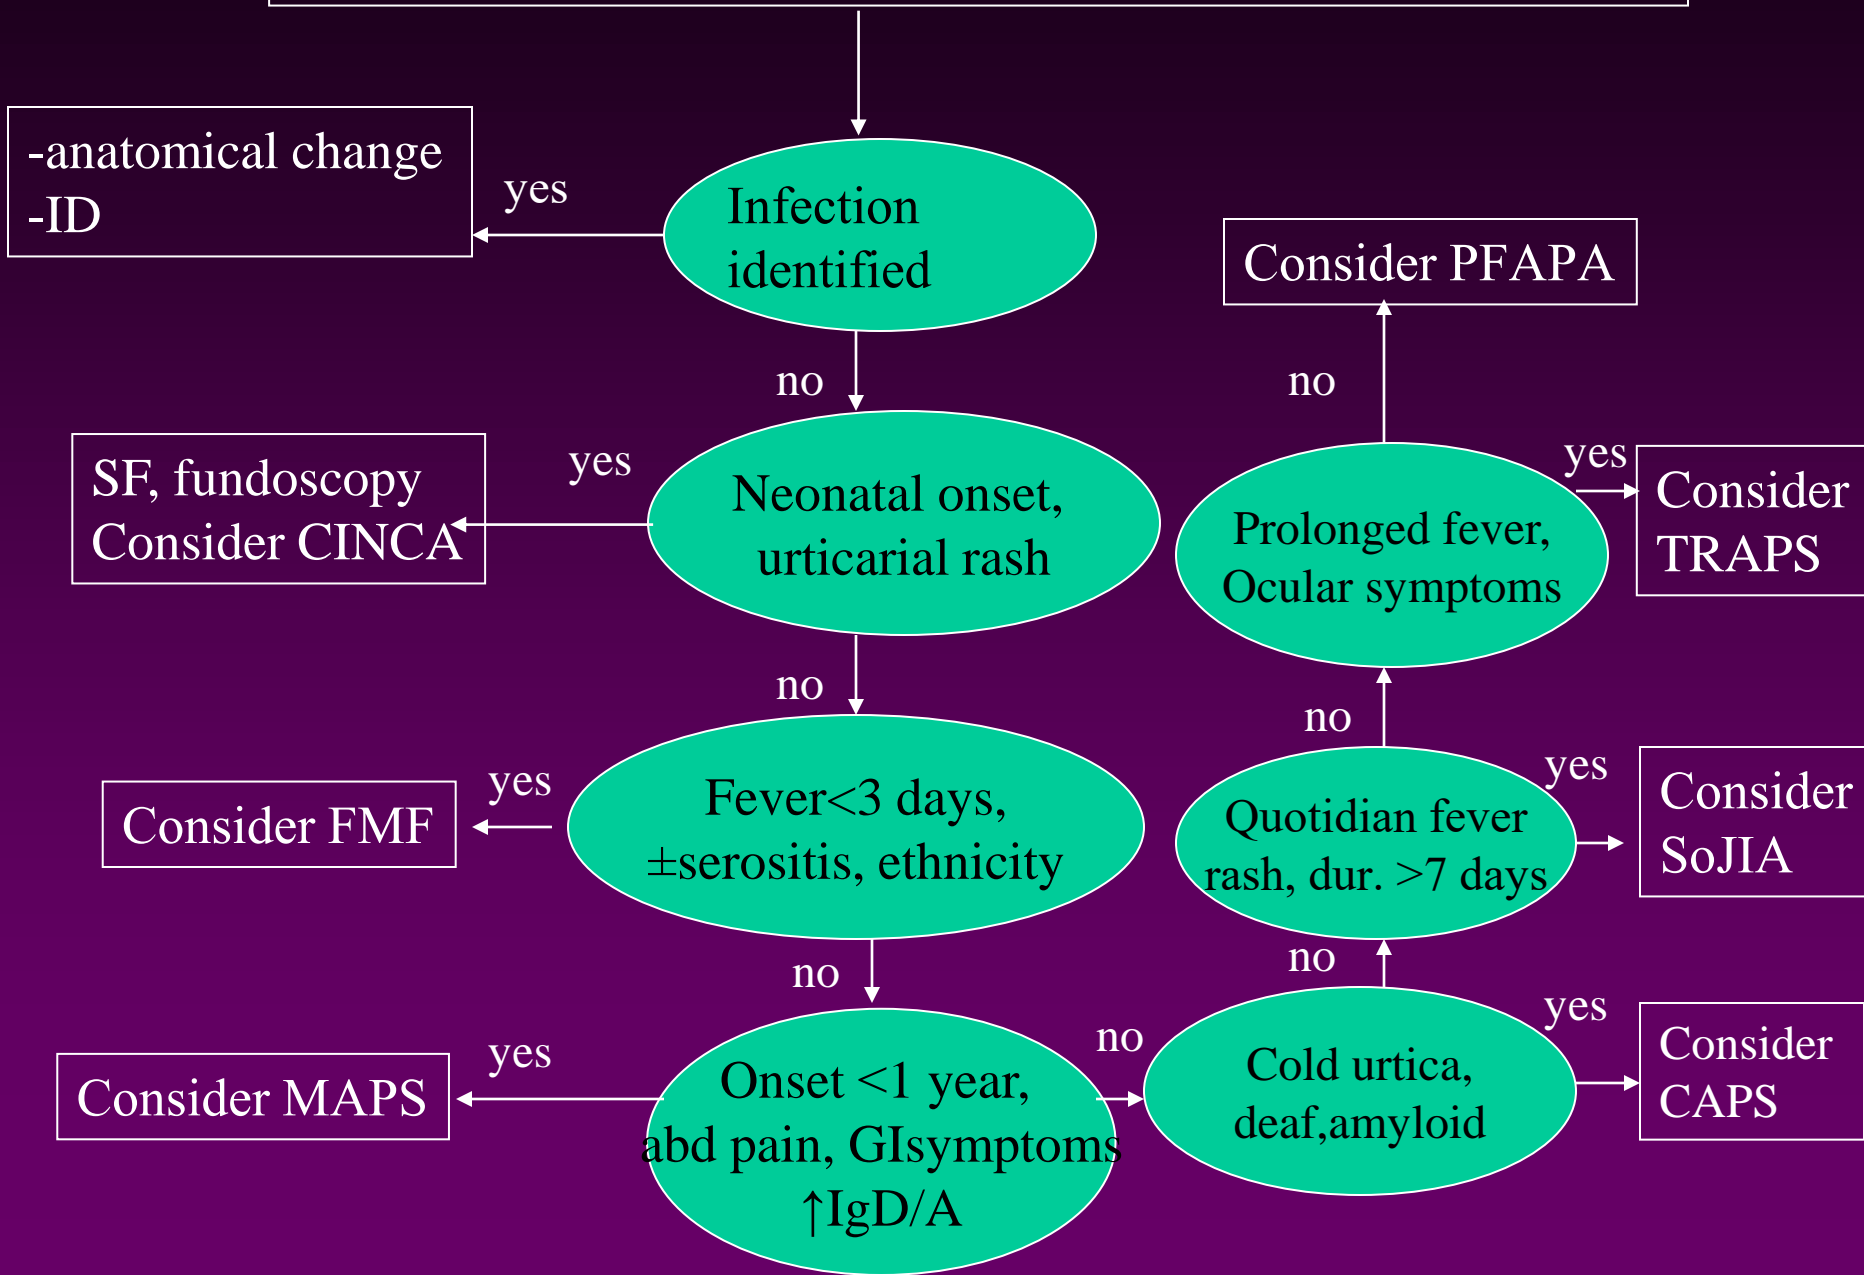 -anatomical change
-ID
yes
Infection
identified
no
SF, fundoscopy
Consider CINCA
yes
Neonatal onset,
urticarial rash
no
Consider FMF
yes
Fever<3 days,
±serositis, ethnicity
no
Consider MAPS
yes
Onset <1 year,
abd pain, GIsymptoms
↑IgD/A
no
Cold urtica,
deaf,amyloid
yes
Consider
CAPS
no
Quotidian fever
rash, dur. >7 days
yes
Consider
SoJIA
no
Prolonged fever,
Ocular symptoms
yes
Consider
TRAPS
no
Consider PFAPA